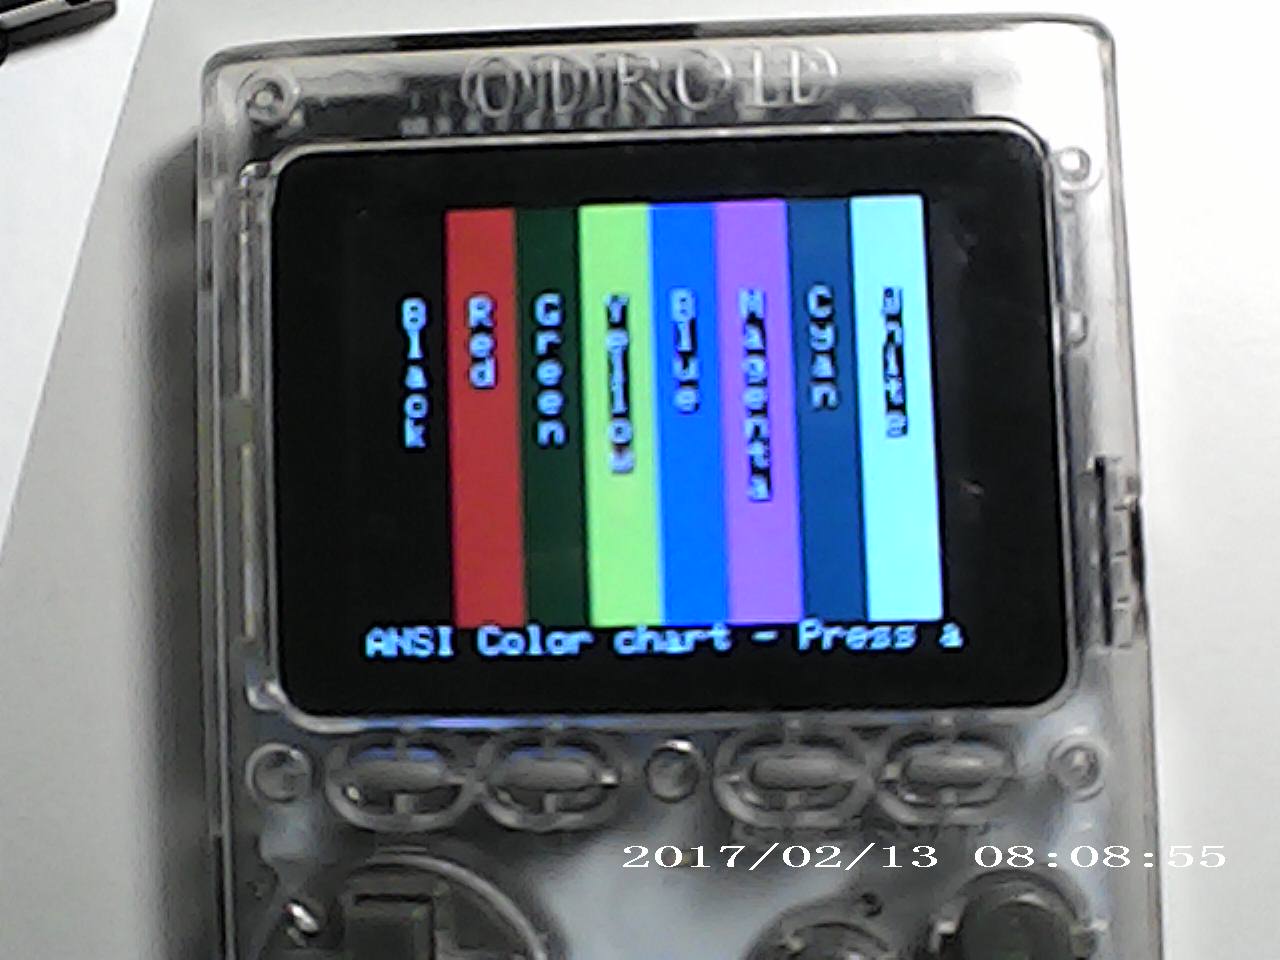 ODROID
Black
Red
Green
Yellow
Blue
Magenta
Cyan
White
ANSI Color chart - Press a
2017/02/13 08:08:55